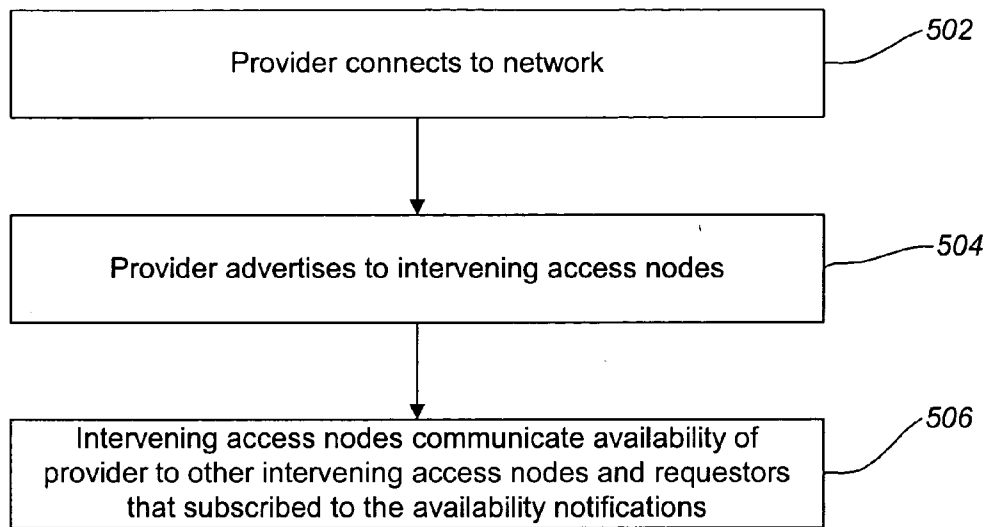 Provider connects to network
502
Provider advertises to intervening access nodes
504
Intervening access nodes communicate availability of
provider to other intervening access nodes and requestors
that subscribed to the availability notifications
506